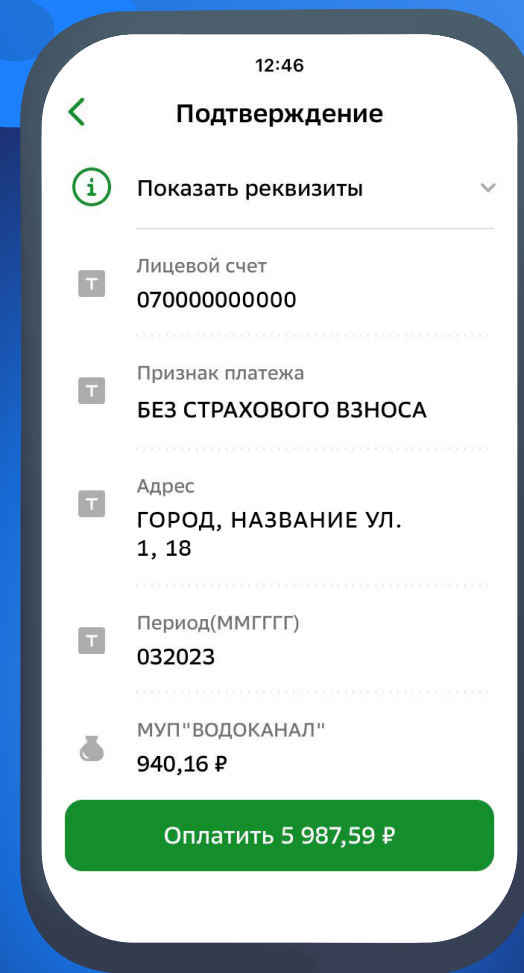 12:46
Подтверждение
i
Показать реквизиты
Лицевой счет
T
070000000000
Признак платежа
T
БЕЗ СТРАХОВОГО ВЗНОСА
Адрес
T
ГОРОД, НАЗВАНИЕ УЛ.
1, 18
Период(ММГГГГ)
T
032023
МУП"ВОДОКАНАЛ"
940,16 ₽
Оплатить 5 987,59 ₽